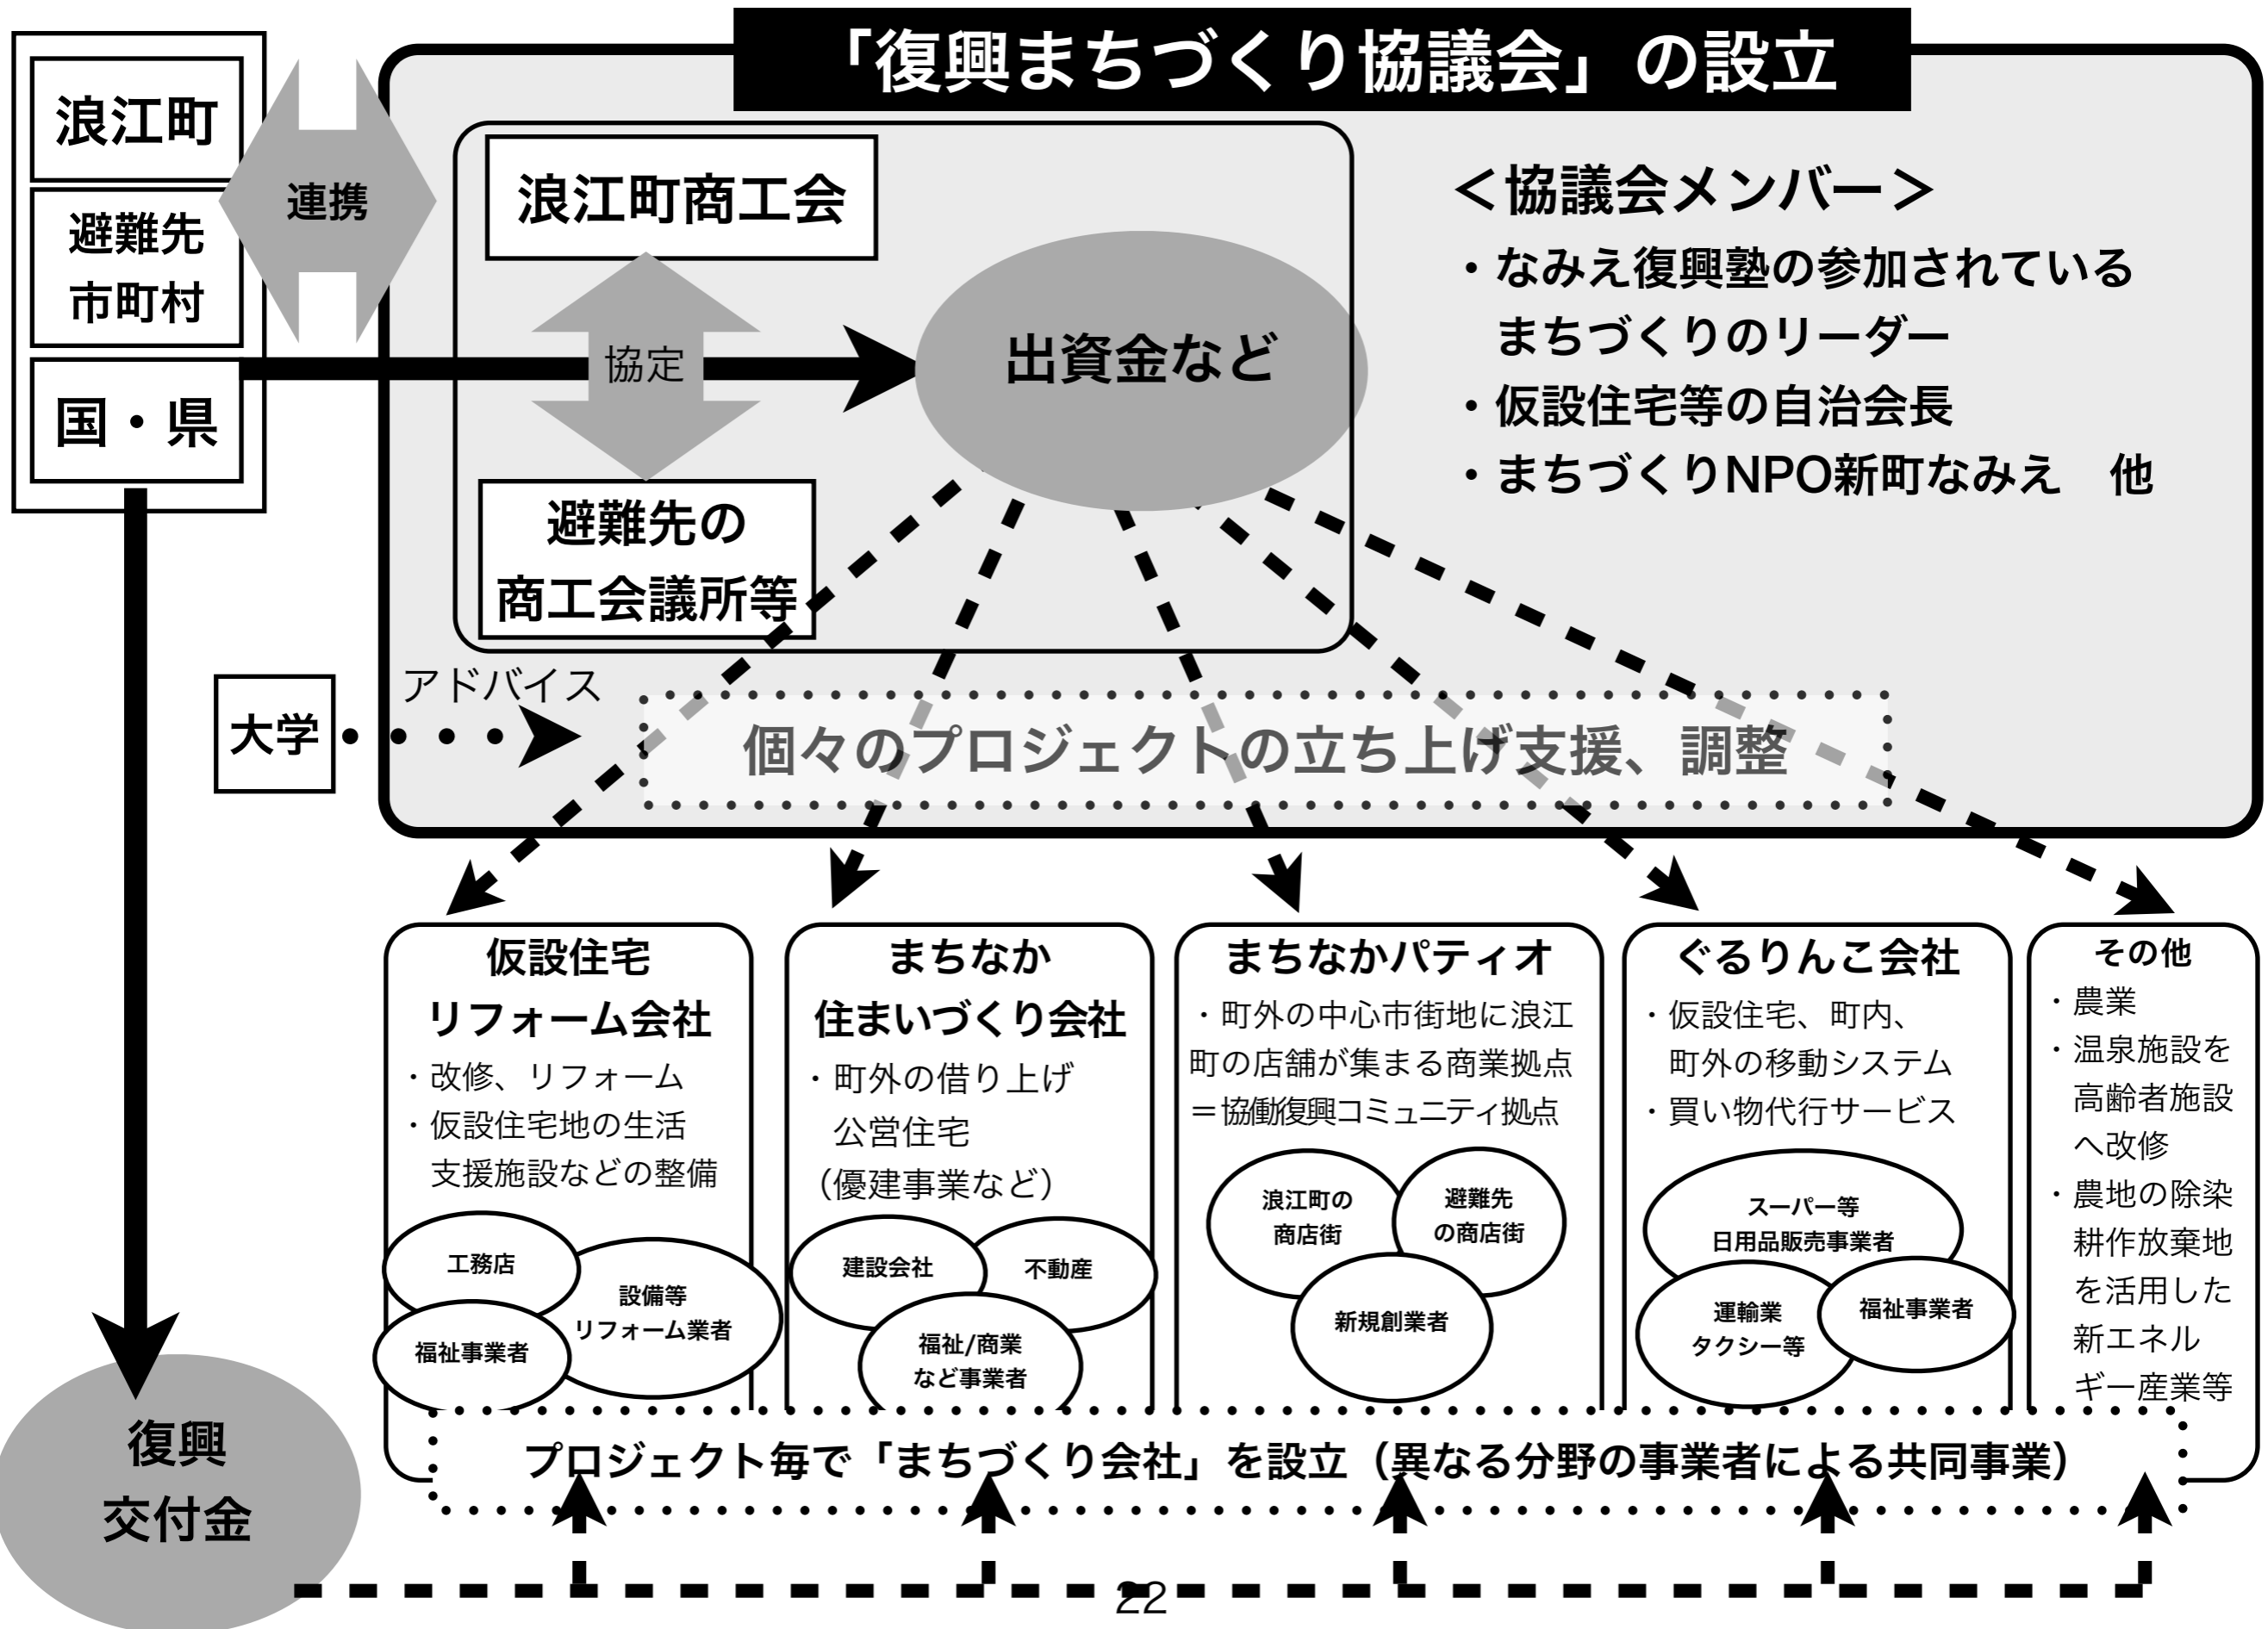 「復興まちづくり協議会」の設立
浪江町
避難先
市町村
国・県
連携
浪江町商工会
協定
避難先の
商工会議所等
出資金など
＜協議会メンバー＞
・なみえ復興塾の参加されている
まちづくりのリーダー
・仮設住宅等の自治会長
・まちづくりNPO新町なみえ　他
大学
アドバイス
個々のプロジェクトの立ち上げ支援、調整
仮設住宅
リフォーム会社
・改修、リフォーム
・仮設住宅地の生活
支援施設などの整備
工務店
設備等
リフォーム業者
福祉事業者
まちなか
住まいづくり会社
・町外の借り上げ
公営住宅
（優建事業など）
建設会社
不動産
福祉/商業
など事業者
まちなかパティオ
・町外の中心市街地に浪江
町の店舗が集まる商業拠点
＝協働復興コミュニティ拠点
浪江町の
商店街
避難先
の商店街
新規創業者
ぐるりんこ会社
・仮設住宅、町内、
町外の移動システム
・買い物代行サービス
スーパー等
日用品販売事業者
運輸業
タクシー等
福祉事業者
その他
・農業
・温泉施設を
高齢者施設
へ改修
・農地の除染
耕作放棄地
を活用した
新エネル
ギー産業等
プロジェクト毎で「まちづくり会社」を設立（異なる分野の事業者による共同事業）
復興
交付金
22